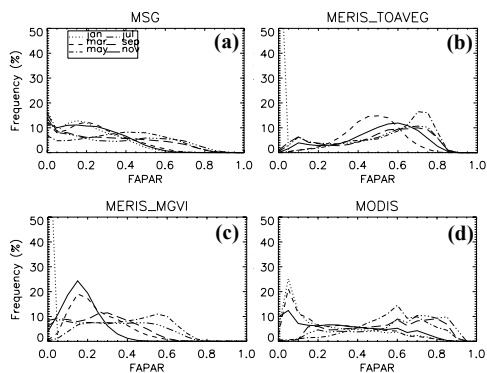 MSG
(a)
jan jul
mar sep
may nov
Frequency (%)
50
40
30
20
10
0
0.0 0.2 0.4 0.6 0.8 1.0
FAPAR
MERIS_TOAVEG
(b)
50
40
30
20
10
0
0.0 0.2 0.4 0.6 0.8 1.0
FAPAR
MERIS_MGVI
(c)
Frequency (%)
50
40
30
20
10
0
0.0 0.2 0.4 0.6 0.8 1.0
FAPAR
MODIS
(d)
50
40
30
20
10
0
0.0 0.2 0.4 0.6 0.8 1.0
FAPAR